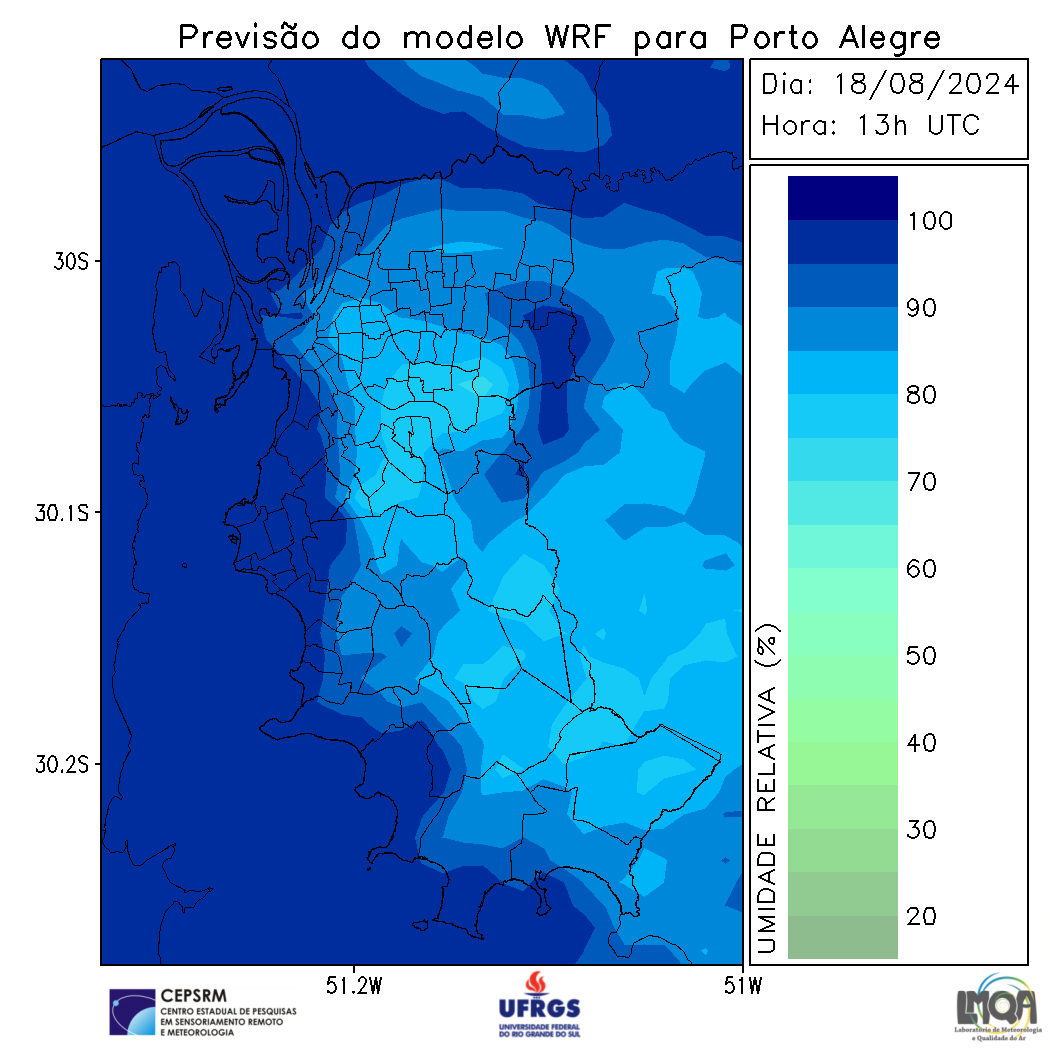 Previsão do modelo WRF para Porto Alegre
Dia: 18/08/2024
Hora: 13h UTC
30S
30.1S
30.2S
51.2W
51W
100
90
80
70
60
50
40
30
20
UMIDADE RELATIVA (%)
CEPSRM
CENTRO ESTADUAL DE PESQUISAS
EM SENSORIAMENTO REMOTO
E METEOROLOGIA
UFRGS
UNIVERSIDADE FEDERAL
DO RIO GRANDE DO SUL
LMQA
Laboratório de Meteorologia
e Qualidade do Ar